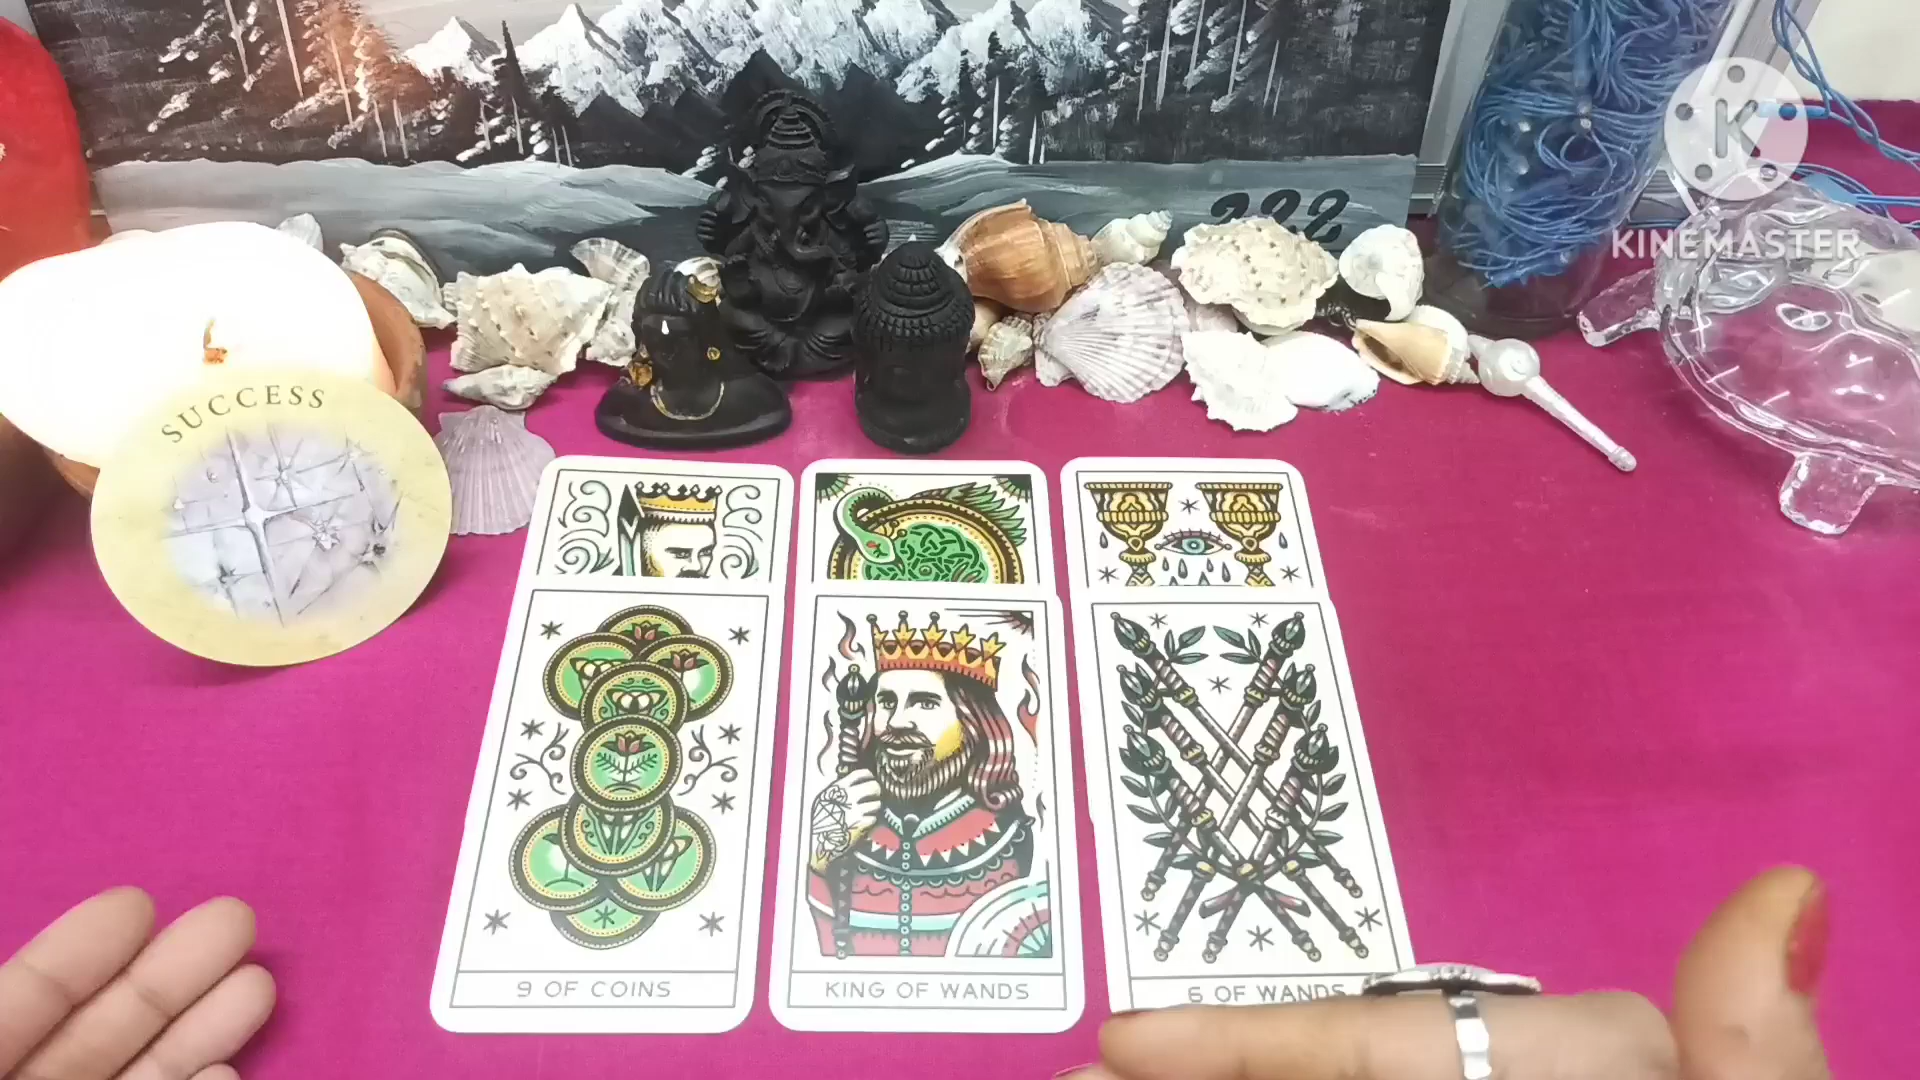 K
KINEMASTER
222
SUCCESS
9 OF COINS
KING OF WANDS
6 OF WANDS